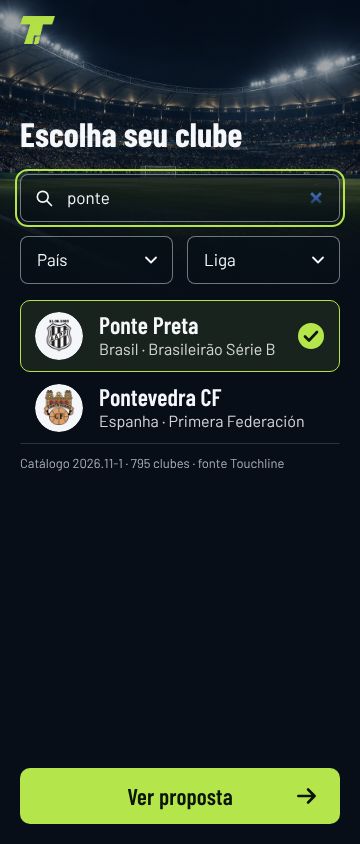 Escolha seu clube
ponte
País
Liga
Ponte Preta
Brasil · Brasileirão Série B
Pontevedra CF
Espanha · Primera Federación
Catálogo 2026.11-1 · 795 clubes · fonte Touchline
Ver proposta